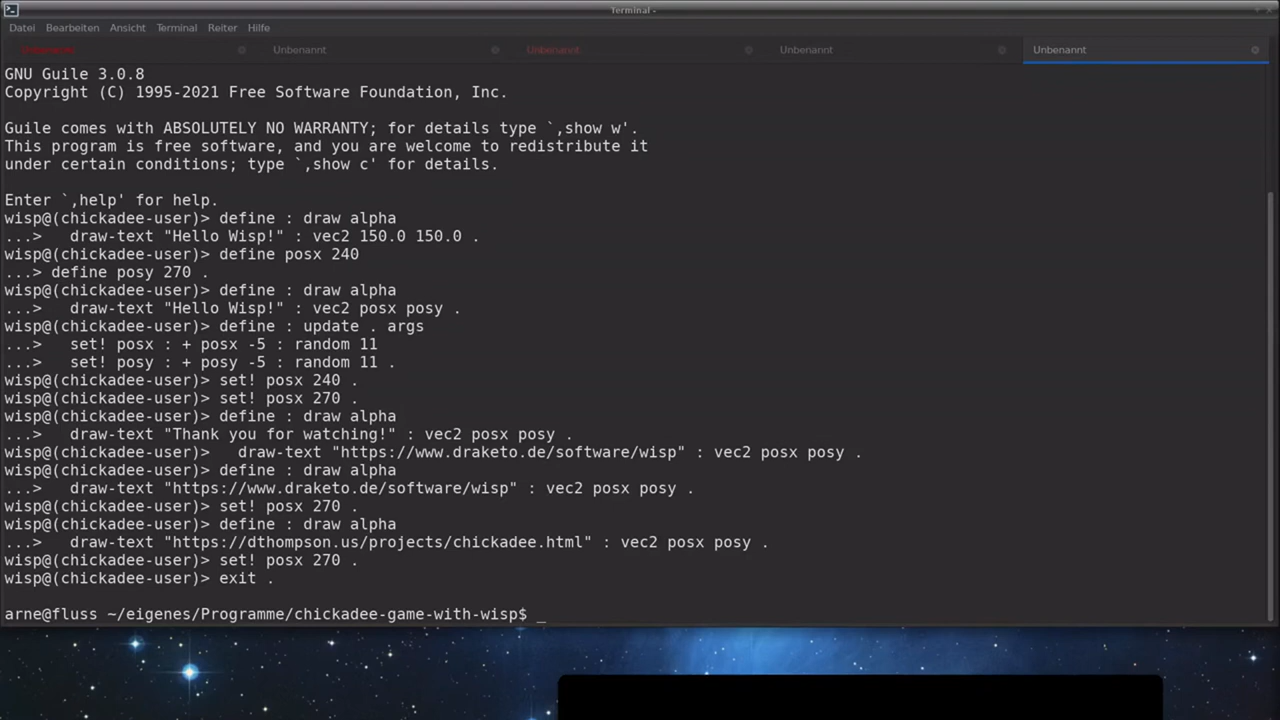 Terminal -
Datei Bearbeiten Ansicht Terminal Reiter Hilfe
Unbenannt Unbenannt Unbenannt Unbenannt
GNU Guile 3.0.8
Copyright (C) 1995-2021 Free Software Foundation, Inc.
Guile comes with ABSOLUTELY NO WARRANTY; for details type `,show w'.
This program is free software, and you are welcome to redistribute it
under certain conditions; type `,show c' for details.
Enter `,help' for help.
wisp@(chickadee-user)> define : draw alpha
...>   draw-text "Hello Wisp!" : vec2 150.0 150.0 .
wisp@(chickadee-user)> define posx 240
...> define posy 270 .
wisp@(chickadee-user)> define : draw alpha
...>   draw-text "Hello Wisp!" : vec2 posx posy .
wisp@(chickadee-user)> define : update . args
...>   set! posx : + posx -5 : random 11
...>   set! posy : + posy -5 : random 11 .
wisp@(chickadee-user)> set! posx 240 .
wisp@(chickadee-user)> set! posx 270 .
wisp@(chickadee-user)> define : draw alpha
...>   draw-text "Thank you for watching!" : vec2 posx posy .
wisp@(chickadee-user)>   draw-text "https://www.draketo.de/software/wisp" : vec2 posx posy .
wisp@(chickadee-user)> define : draw alpha
...>   draw-text "https://www.draketo.de/software/wisp" : vec2 posx posy .
wisp@(chickadee-user)> set! posx 270 .
wisp@(chickadee-user)> define : draw alpha
...>   draw-text "https://dthompson.us/projects/chickadee.html" : vec2 posx posy .
wisp@(chickadee-user)> set! posx 270 .
wisp@(chickadee-user)> exit .
arne@fluss ~/eigenes/Programme/chickadee-game-with-wisp$ _